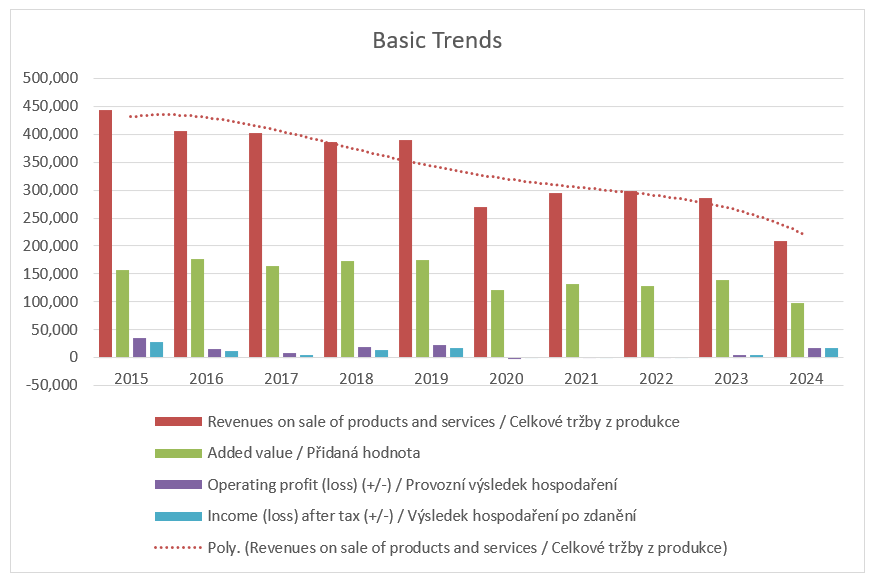 Basic Trends
500,000
450,000
400,000
350,000
300,000
250,000
200,000
150,000
100,000
50,000
0
-50,000
2015 2016 2017 2018 2019 2020 2021 2022 2023 2024
Revenues on sale of products and services / Celkové tržby z produkce
Added value / Přidaná hodnota
Operating profit (loss) (+/-) / Provozní výsledek hospodaření
Income (loss) after tax (+/-) / Výsledek hospodaření po zdanění
Poly. (Revenues on sale of products and services / Celkové tržby z produkce)